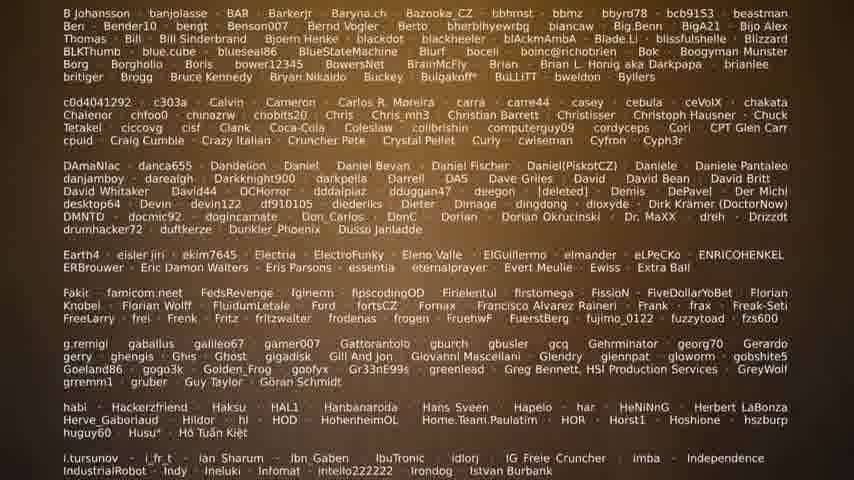 B Johansson · banjolasse · BAR · Barkerjr · Baryna.ch · Bazooka_CZ · bbhmst · bbmz · bbyrd78 · bcb9153 · beastman
Ben · Bender10 · bengt · Benson007 · Bernd Vogler · Betto · bherblhyewrtbg · biancaw · Big.Benn · BigA21 · Bijo Alex
Thomas · Bill · Bill Silverbrand · Bjoern Henke · blackdot · blackheeler · blAckmAmbA · Blade.Li · blissfulsnelle · Blizzard
BLKThumb · blue.cube · blueseal86 · BlueStateMachine · Blurf · boceli · boinc@richobrien · Bok · Boogyman Munster
Borg · Borgholio · Boris · bower12345 · BowersNet · BrainMcFly · Brian · Brian L. Honig aka Darkpapa · brianlee
britiger · Brogg · Bruce Kennedy · Bryan Nikaido · Buckey · Bulgakoff* · BuLLiTT · bweldon · Byllers
c0d4041292 · c303a · Calvin · Cameron · Carlos R. Moreira · carra · carre44 · casey · cebula · ceVoIX · chakata
Chalenor · chfoo0 · chinazrw · chobits20 · Chris · Chris_mh3 · Christian Barrett · Christisser · Christoph Hausner · Chuck
Tetakel · ciccovg · cisf · Clank · Coca-Cola · Coleslaw · colibrishin · computerguy09 · cordyceps · Cori · CPT Glen Carr
cpuid · Craig Cumble · Crazy Italian · Cruncher Pete · Crystal Pellet · Curly · cwiseman · Cyfron · Cyph3r
DAmaNiac · danca655 · Dandelion · Daniel · Daniel Bevan · Daniel Fischer · Daniel(PiskotCZ) · Daniele · Daniele Pantaleo
danjamboy · darealgh · Darkknight900 · darkpella · Darrell · DA5 · Dave Griles · David · David Bean · David Britt
David Whitaker · David44 · DCHorror · dddalpiaz · dduggan47 · deegon · [deleted] · Demis · DePavel · Der Michl
desktop64 · Devin · devin122 · df910105 · diederiks · Dieter · Dimage · dingdong · dioxyde · Dirk Krämer (DoctorNow)
DMNTD · docmic92 · dogincamate · Don_Carlos · DonC · Dorian · Dorian Okrucinski · Dr. MaXX · dreh · Drizzdt
drumhacker72 · duftkerze · Dunkler_Phoenix · Dusso Janladde
Earth4 · eisler jiri · ekim7645 · Electria · ElectroFunky · Eleno Valle · ElGuillermo · elmander · eLPeCKo · ENRICOHENKEL
ERBrouwer · Eric Damon Walters · Eris Parsons · essentia · eternalprayer · Evert Meulie · Ewiss · Extra Ball
Fakir · famicom.neet · FedsRevenge · fginerm · fipscodingOD · Firielentul · firstomega · FissioN · FiveDollarYoBet · Florian
Knobel · Florian Wolff · FluidumLetale · Ford · fortsCZ · Fornax · Francisco Alvarez Raineri · Frank · frax · Freak-Seti
FreeLarry · frei · Frenk · Fritz · fritzwalter · frodenas · frogen · FruehwF · FuerstBerg · fujimo_0122 · fuzzytoad · fzs600
g.remigi · gaballus · galileo67 · gamer007 · Gattorantolo · gburch · gbusler · gcq · Gehrminator · georg70 · Gerardo
gerry · ghengis · Ghis · Ghost · gigadisk · Gill And Jon · Giovanni Mascellani · Glendry · glennpat · gloworm · gobshite5
Goeland86 · gogo3k · Golden_Frog · goofyx · Gr33nE99s · greenlead · Greg Bennett, HSI Production Services · GreyWolf
grremm1 · gruber · Guy Taylor · Göran Schmidt
habi · Hackerzfriend · Haksu · HAL1 · Hanbanaroda · Hans Sveen · Hapelo · har · HeNiNnG · Herbert LaBonza
Herve_Gaboriaud · Hildor · hl · HOD · HohenheimOL · Home.Team.Paulatim · HOR · Horst1 · Hoshione · hszburp
huguy60 · Husu* · Hồ Tuấn Kiệt
i.tursunov · i_fr_t · Ian Sharum · Ibn_Gaben · IbuTronic · idlorj · IG Freie Cruncher · imba · Independence
IndustrialRobot · Indy · Ineluki · Infomat · intello222222 · Irondog · Istvan Burbank